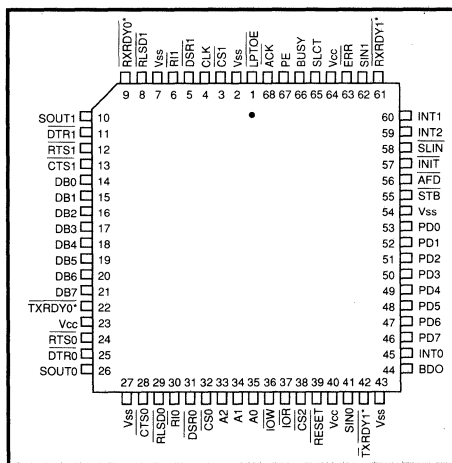 RXRDY0* RLSD1 Vss RI1 DSR1 CLK CS1 Vss LPTOE ACK PE BUSY SLCT Vcc ERR SIN1 RXRDY1*
9 8 7 6 5 4 3 2 1 68 67 66 65 64 63 62 61
SOUT1 10
DTR1 11
RTS1 12
CTS1 13
DB0 14
DB1 15
DB2 16
DB3 17
DB4 18
DB5 19
DB6 20
DB7 21
TXRDY0* 22
Vcc 23
RTS0 24
DTR0 25
SOUT0 26
60 INT1
59 INT2
58 SLIN
57 INIT
56 AFD
55 STB
54 Vss
53 PD0
52 PD1
51 PD2
50 PD3
49 PD4
48 PD5
47 PD6
46 PD7
45 INT0
44 BDO
27 28 29 30 31 32 33 34 35 36 37 38 39 40 41 42 43
Vss CTS0 RLSD0 RI0 DSR0 CS0 A2 A1 A0 IOW IOR CS2 RESET Vcc SIN0 TXRDY1* Vss